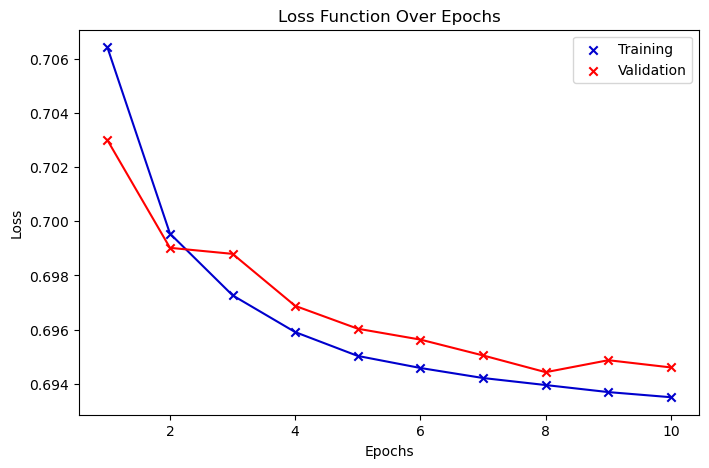 Loss Function Over Epochs
Training
Validation
0.706
0.704
0.702
0.700
0.698
0.696
0.694
Loss
2
4
6
8
10
Epochs